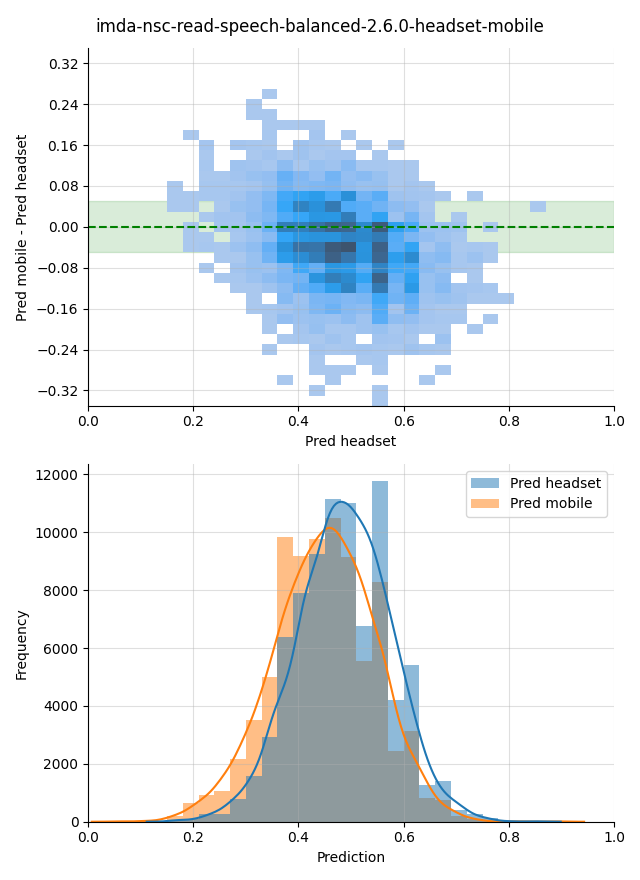 imda-nsc-read-speech-balanced-2.6.0-headset-mobile
Pred mobile - Pred headset
0.32
0.24
0.16
0.08
0.00
−0.08
−0.16
−0.24
−0.32
0.0 0.2 0.4 0.6 0.8 1.0
Pred headset
Frequency
12000
10000
8000
6000
4000
2000
0
Pred headset
Pred mobile
0.0 0.2 0.4 0.6 0.8 1.0
Prediction